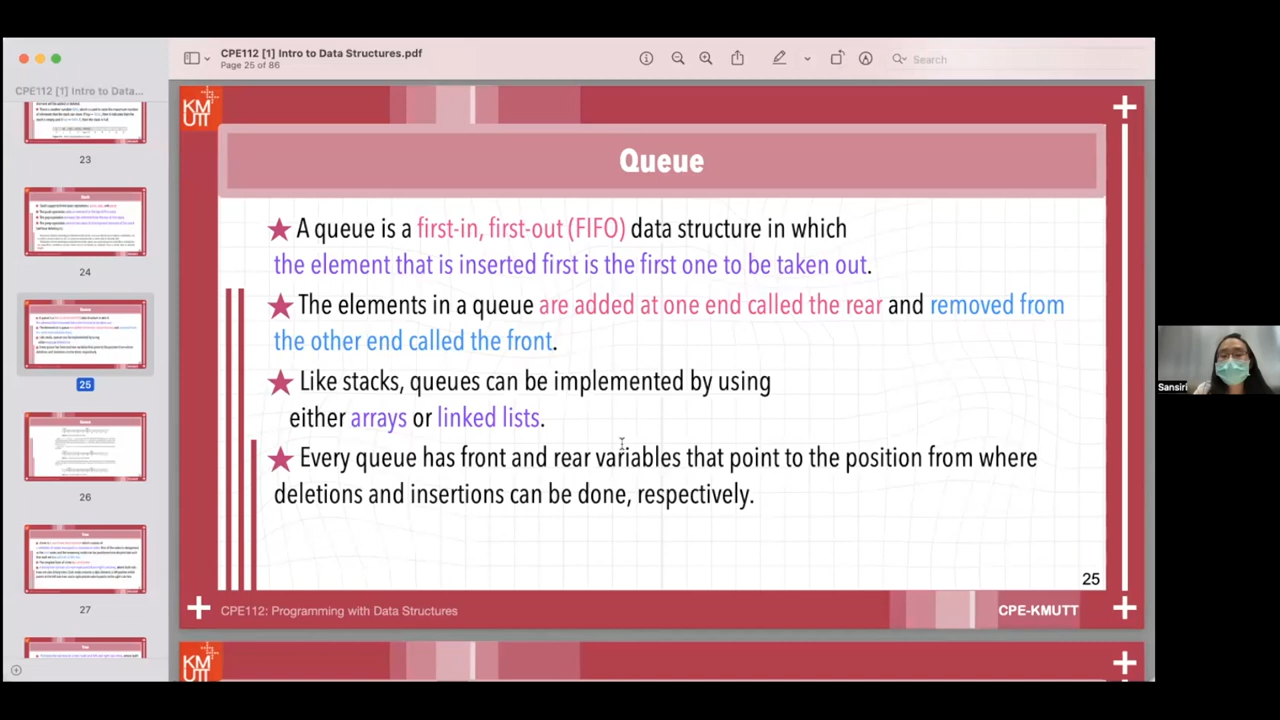 CPE112 [1] Intro to Data Structures.pdf
Page 25 of 86
Search
CPE112 [1] Intro to Data...
23
24
25
26
27
KM
UTT
Queue
★ A queue is a first-in, first-out (FIFO) data structure in which
the element that is inserted first is the first one to be taken out.
★ The elements in a queue are added at one end called the rear and removed from
the other end called the front.
★ Like stacks, queues can be implemented by using
either arrays or linked lists.
★ Every queue has front and rear variables that point to the position from where
deletions and insertions can be done, respectively.
25
CPE112: Programming with Data Structures
CPE-KMUTT
KM
UTT
Sansiri